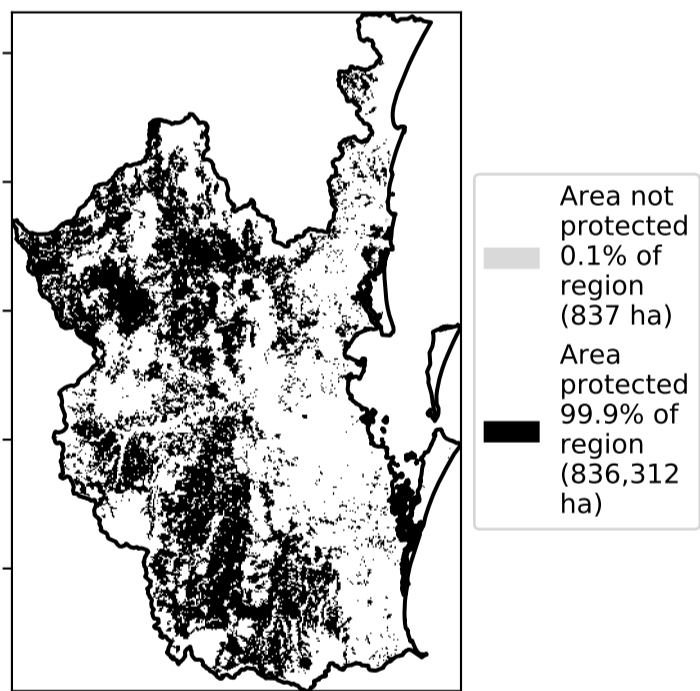 Area not
protected
0.1% of
region
(837 ha)
Area
protected
99.9% of
region
(836,312
ha)